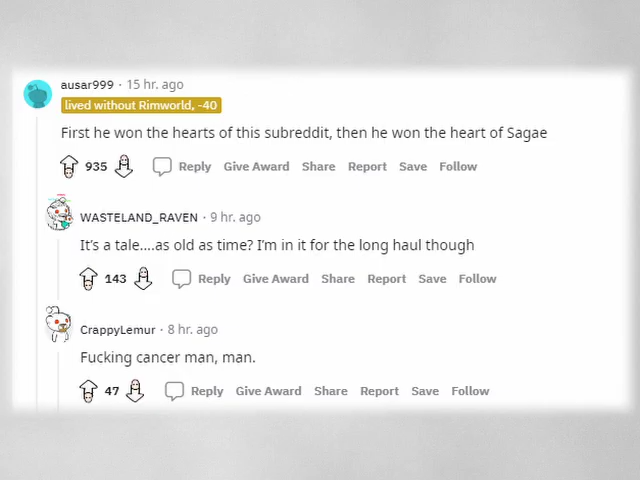 ausar999 · 15 hr. ago
lived without Rimworld, -40
First he won the hearts of this subreddit, then he won the heart of Sagae
935 Reply Give Award Share Report Save Follow
WASTELAND_RAVEN · 9 hr. ago
It's a tale....as old as time? I'm in it for the long haul though
143 Reply Give Award Share Report Save Follow
CrappyLemur · 8 hr. ago
Fucking cancer man, man.
47 Reply Give Award Share Report Save Follow